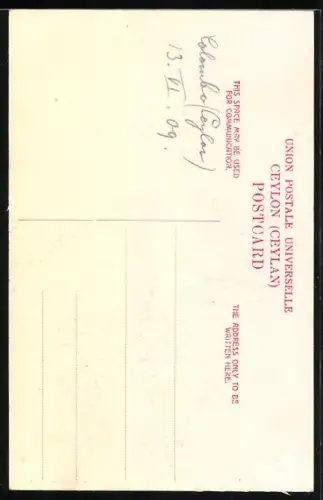 UNION POSTALE UNIVERSELLE
CEYLON (CEYLAN)
POSTCARD
THIS SPACE MAY BE USED
FOR COMMUNICATION.
THE ADDRESS ONLY TO BE
WRITTEN HERE.
Colombo (Ceylon)
13. VI. 09.